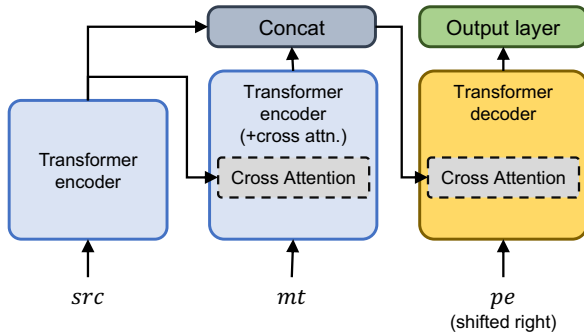 Concat
Output layer
Transformer
encoder
Transformer
encoder
(+cross attn.)
Cross Attention
Transformer
decoder
Cross Attention
src
mt
pe
(shifted right)